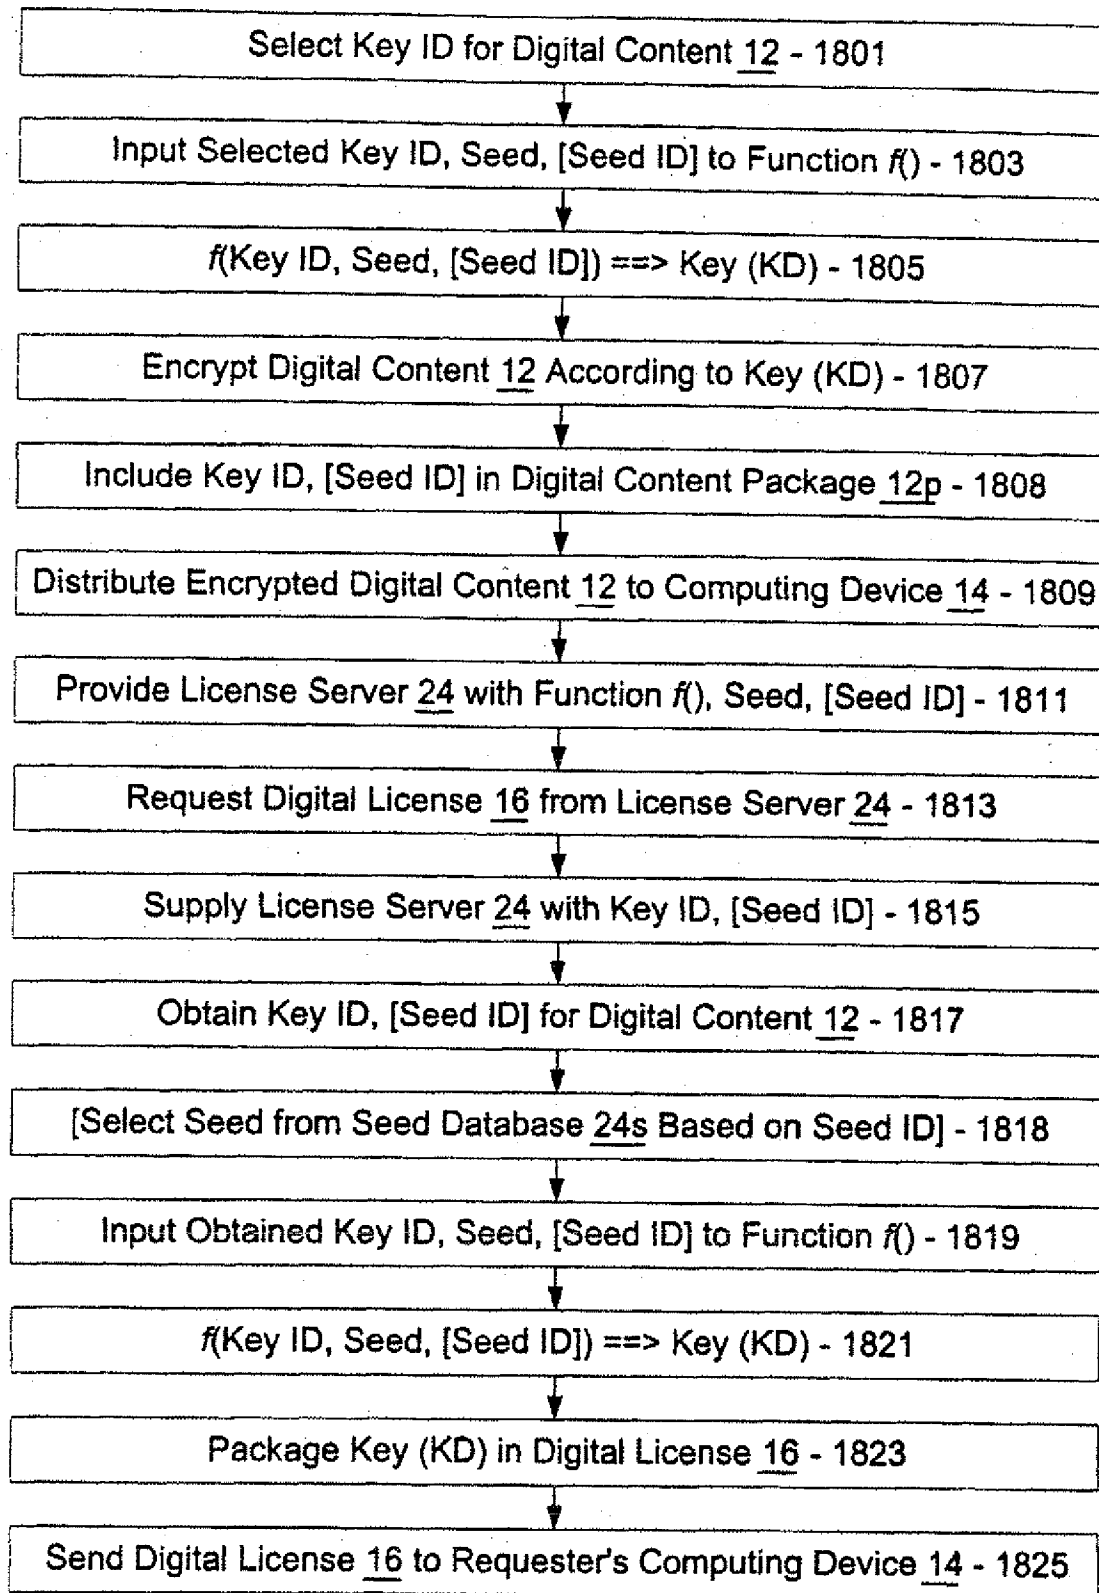 Select Key ID for Digital Content 12 - 1801
Input Selected Key ID, Seed, [Seed ID] to Function f() - 1803
f(Key ID, Seed, [Seed ID]) ==> Key (KD) - 1805
Encrypt Digital Content 12 According to Key (KD) - 1807
Include Key ID, [Seed ID] in Digital Content Package 12p - 1808
Distribute Encrypted Digital Content 12 to Computing Device 14 - 1809
Provide License Server 24 with Function f(), Seed, [Seed ID] - 1811
Request Digital License 16 from License Server 24 - 1813
Supply License Server 24 with Key ID, [Seed ID] - 1815
Obtain Key ID, [Seed ID] for Digital Content 12 - 1817
[Select Seed from Seed Database 24s Based on Seed ID] - 1818
Input Obtained Key ID, Seed, [Seed ID] to Function f() - 1819
f(Key ID, Seed, [Seed ID]) ==> Key (KD) - 1821
Package Key (KD) in Digital License 16 - 1823
Send Digital License 16 to Requester's Computing Device 14 - 1825